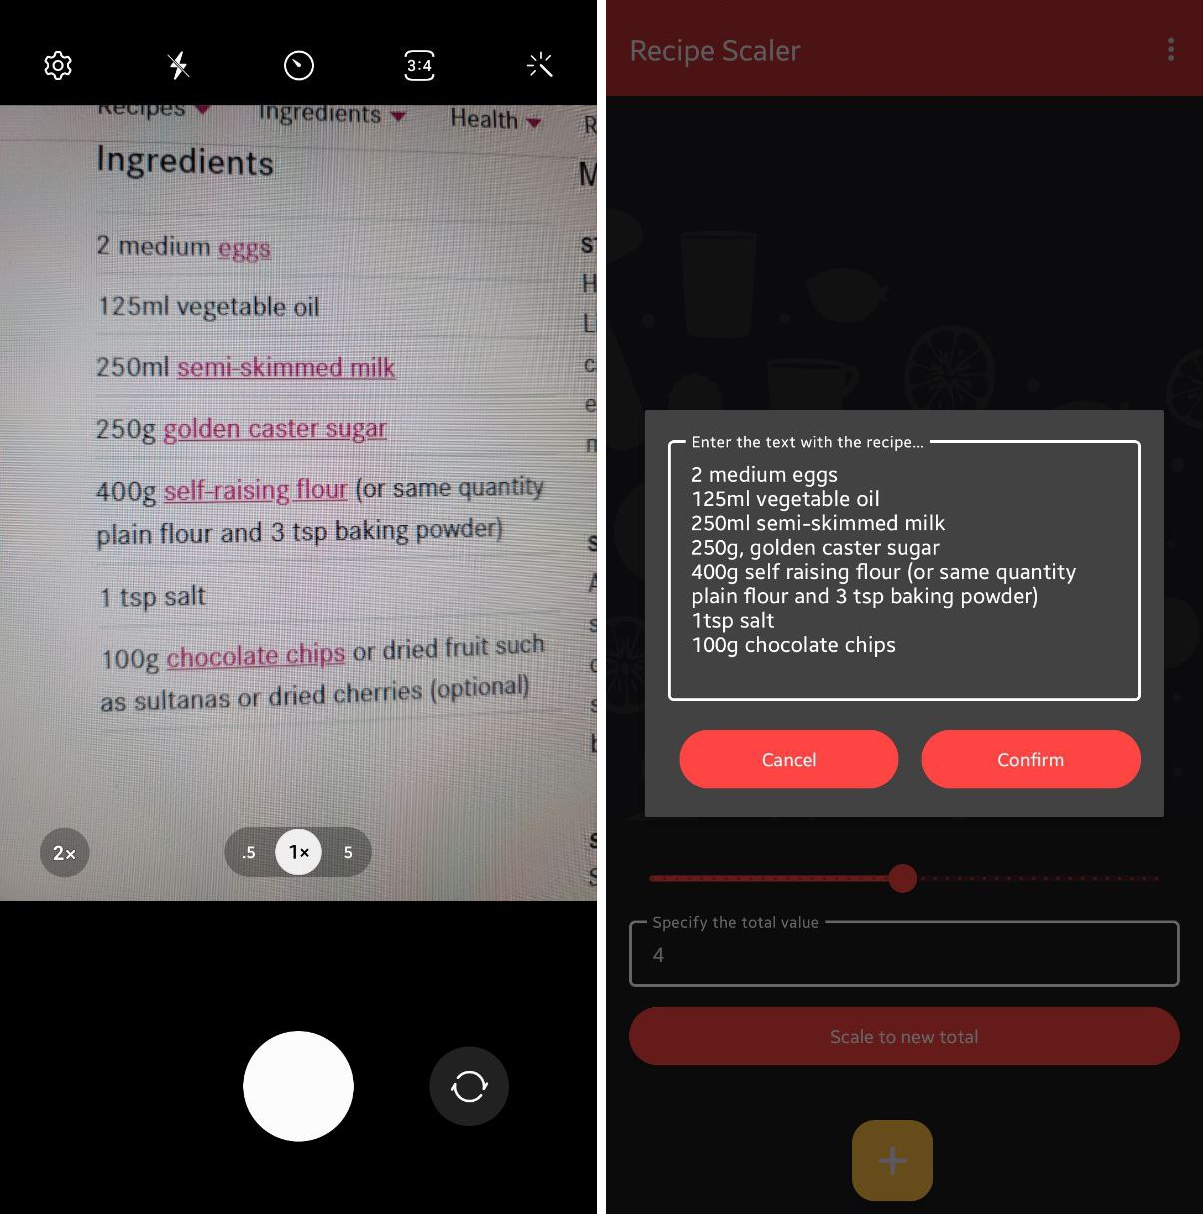 3:4
Recipes
Ingredients
Health
R
Ingredients
M
2 medium eggs
125ml vegetable oil
250ml semi-skimmed milk
250g golden caster sugar
400g self-raising flour (or same quantity
plain flour and 3 tsp baking powder)
1 tsp salt
100g chocolate chips or dried fruit such
as sultanas or dried cherries (optional)
2×
.5
1×
5
Recipe Scaler
Enter the text with the recipe...
2 medium eggs
125ml vegetable oil
250ml semi-skimmed milk
250g, golden caster sugar
400g self raising flour (or same quantity
plain flour and 3 tsp baking powder)
1tsp salt
100g chocolate chips
Cancel
Confirm
Specify the total value
4
Scale to new total